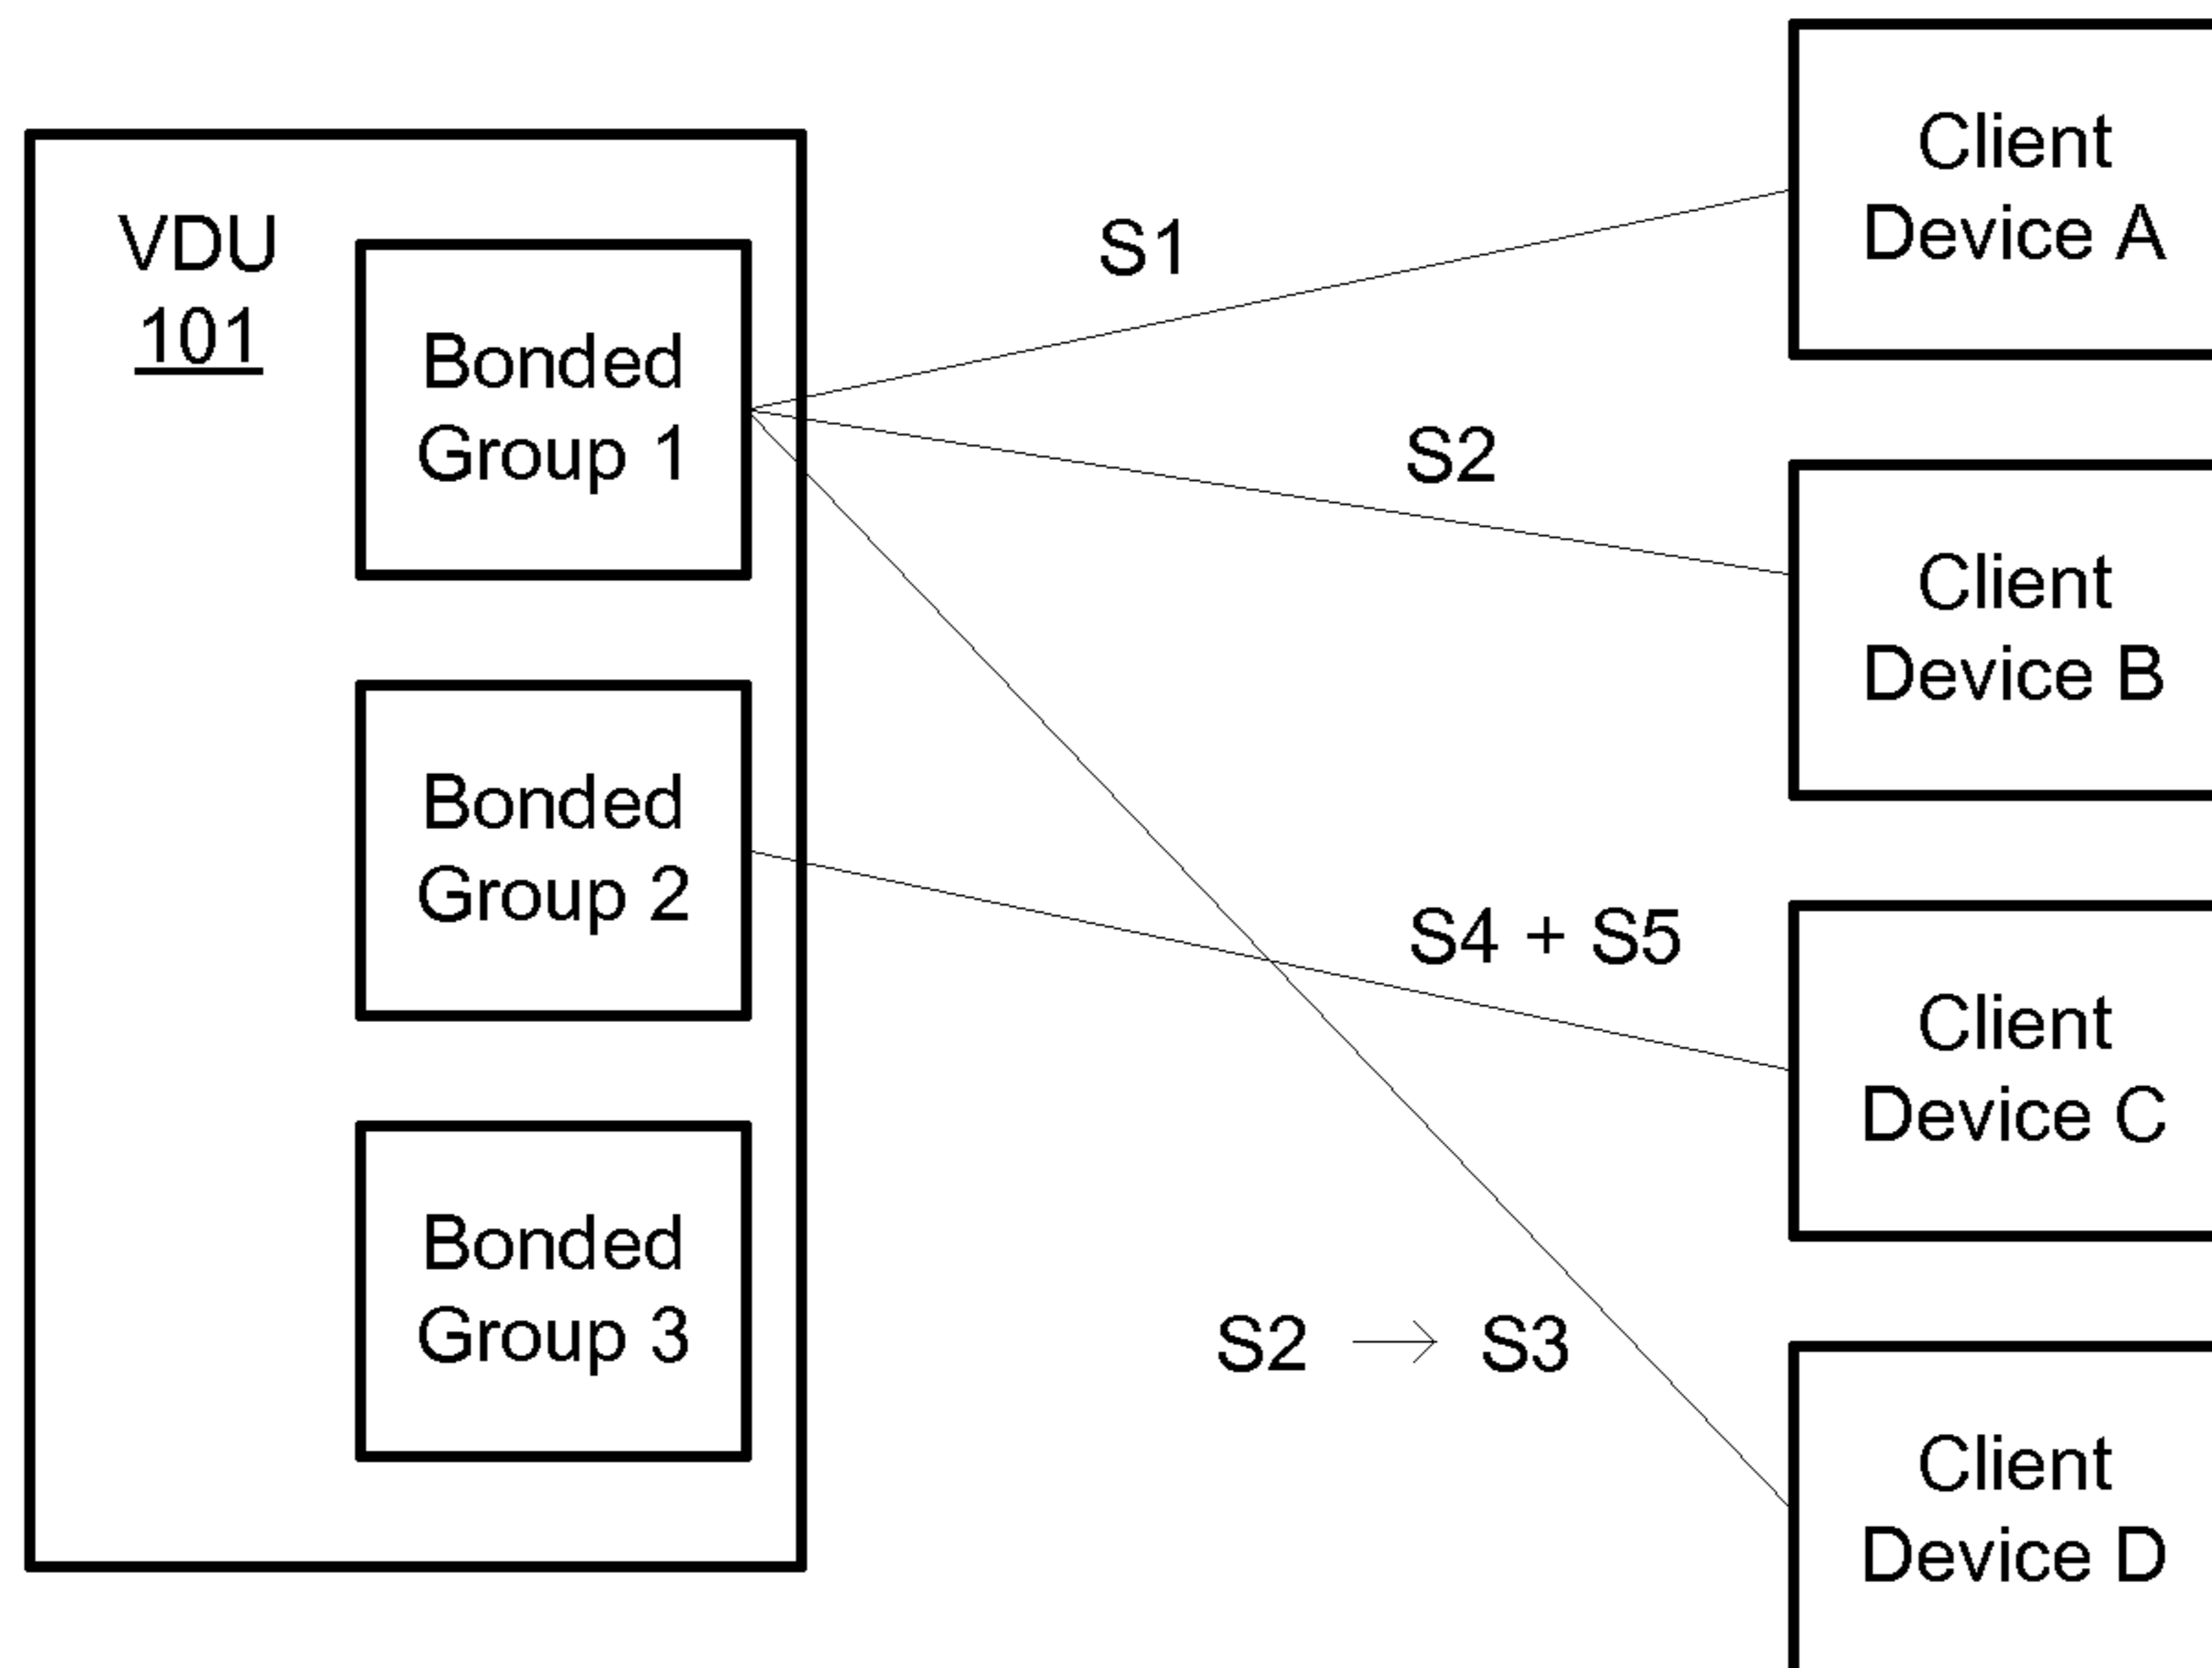 VDU
101
Bonded
Group 1
Bonded
Group 2
Bonded
Group 3
S1
S2
S4 + S5
S2 → S3
Client
Device A
Client
Device B
Client
Device C
Client
Device D